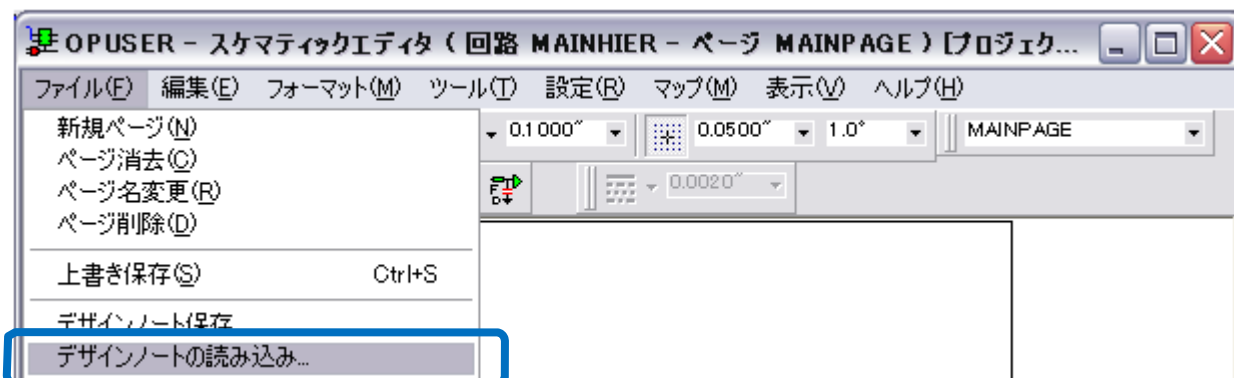 OPUSER - スケマティックエディタ ( 回路 MAINHIER - ページ MAINPAGE ) [プロジェク...
ファイル(F) 編集(E) フォーマット(M) ツール(T) 設定(R) マップ(M) 表示(V) ヘルプ(H)
新規ページ(N)
0.1000" 0.0500" 1.0° MAINPAGE
ページ消去(C)
ページ名変更(R)
0.0020"
ページ削除(D)
上書き保存(S) Ctrl+S
デザインノート保存
デザインノートの読み込み...